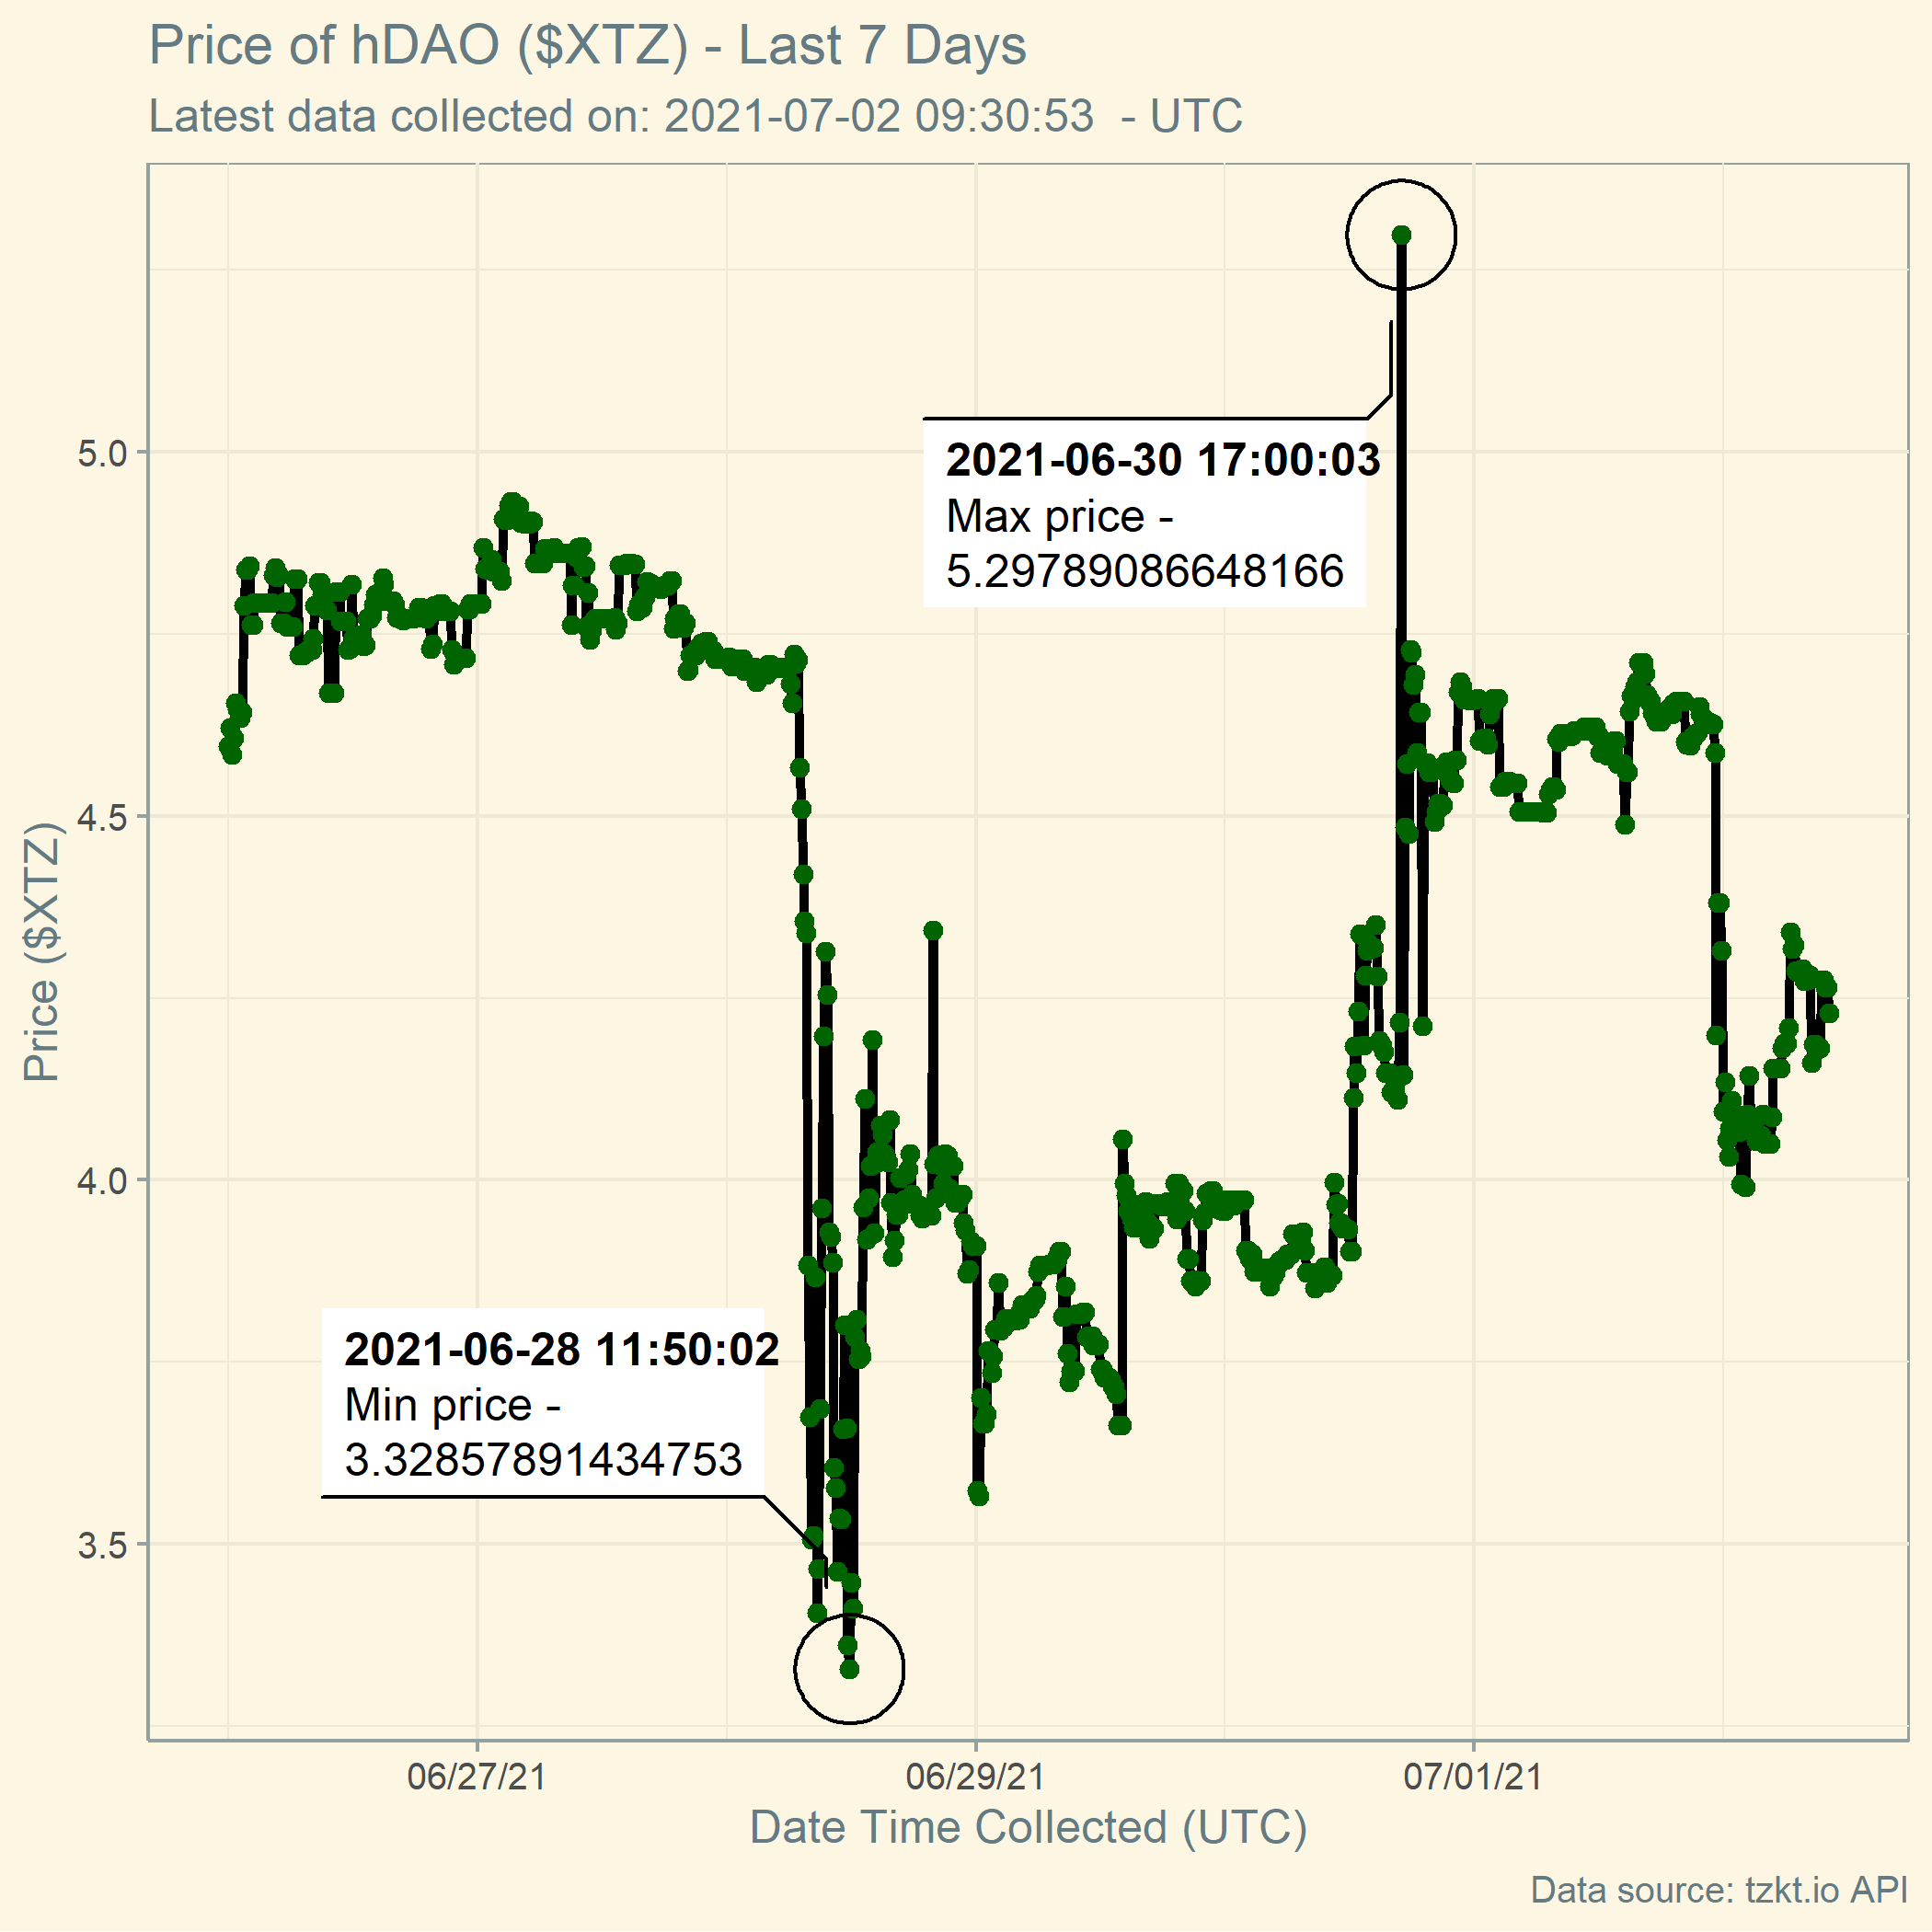 Price of hDAO ($XTZ) - Last 7 Days
Latest data collected on: 2021-07-02 09:30:53  - UTC
Price ($XTZ)
5.0
4.5
4.0
3.5
2021-06-30 17:00:03
Max price -
5.29789086648166
2021-06-28 11:50:02
Min price -
3.32857891434753
06/27/21
06/29/21
07/01/21
Date Time Collected (UTC)
Data source: tzkt.io API